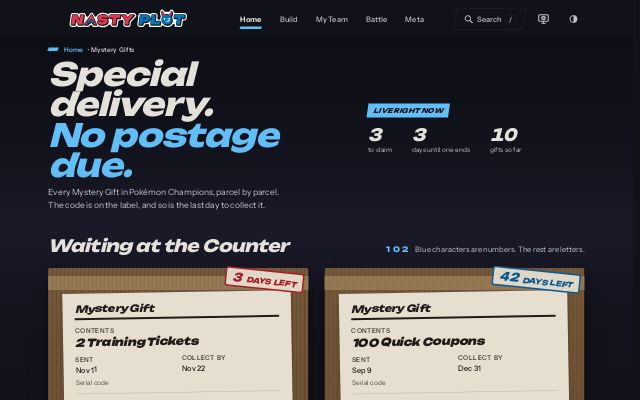 NASTY PLOT
Home Build My Team Battle Meta Search /
Home · Mystery Gifts
Special
delivery.
No postage
due.
Every Mystery Gift in Pokémon Champions, parcel by parcel.
The code is on the label, and so is the last day to collect it.
LIVE RIGHT NOW
3 3 10
to claim days until one ends gifts so far
Waiting at the Counter
1 0 2 Blue characters are numbers. The rest are letters.
3 DAYS LEFT
Mystery Gift
CONTENTS
2 Training Tickets
SENT COLLECT BY
Nov 11 Nov 22
Serial code
42 DAYS LEFT
Mystery Gift
CONTENTS
100 Quick Coupons
SENT COLLECT BY
Sep 9 Dec 31
Serial code